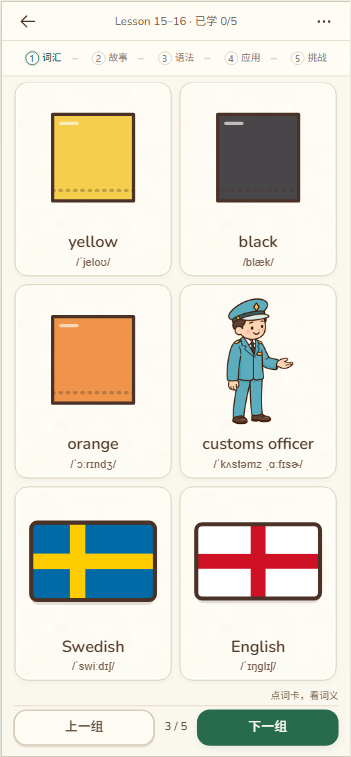 Lesson 15–16 · 已学 0/5
1 词汇 – 2 故事 – 3 语法 – 4 应用 – 5 挑战
yellow black
/ˈjeloʊ/ /blæk/
orange customs officer
/ˈɔːrɪndʒ/ /ˈkʌstəmz ˌɑːfɪsɚ/
Swedish English
/ˈswiːdɪʃ/ /ˈɪŋɡlɪʃ/
点词卡，看词义
上一组 3 / 5 下一组